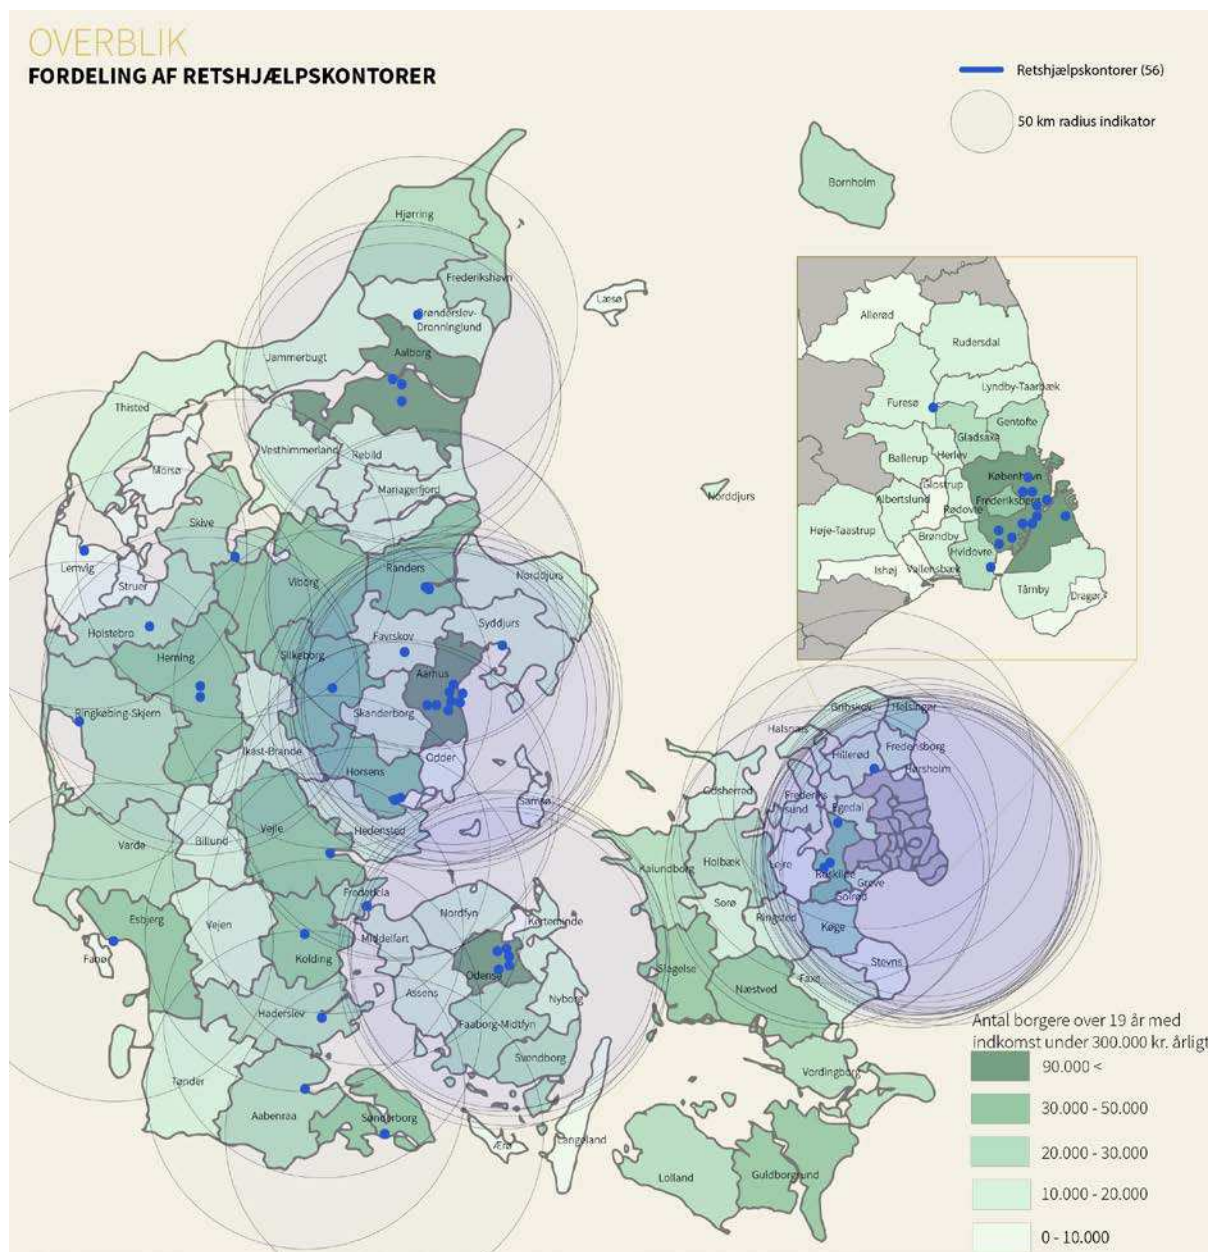 OVERBLIK
FORDELING AF RETSHJÆLPSKONTORER
Retshjælpskontorer (56)
50 km radius indikator
Bornholm
Hjørring
Frederikshavn
Læsø
Brønderslev-
Dronninglund
Jammerbugt
Aalborg
Thisted
Vesthimmerland
Rebild
Morsø
Mariagerfjord
Norddjurs
Skive
Lemvig
Struer
Viborg
Randers
Norddjurs
Holstebro
Favrskov
Syddjurs
Herning
Silkeborg
Aarhus
Ringkøbing-Skjern
Skanderborg
Ikast-Brande
Odder
Horsens
Samsø
Hedensted
Varde
Billund
Vejle
Fredericia
Nordfyn
Kerteminde
Esbjerg
Vejen
Middelfart
Fanø
Kolding
Odense
Assens
Nyborg
Haderslev
Faaborg-Midtfyn
Svendborg
Tønder
Aabenraa
Sønderborg
Ærø
Langeland
Allerød
Rudersdal
Lyndby-Taarbæk
Furesø
Gentofte
Gladsaxe
Ballerup
Herlev
København
Glostrup
Albertslund
Frederiksberg
Rødovre
Høje-Taastrup
Brøndby
Hvidovre
Ishøj
Vallensbæk
Tårnby
Dragør
Gribskov
Helsingør
Halsnæs
Hillerød
Fredensborg
Hørsholm
Odsherred
Frederiks
sund
Egedal
Kalundborg
Holbæk
Lejre
Roskilde
Greve
Solrød
Sorø
Ringsted
Køge
Stevns
Slagelse
Næstved
Faxe
Vordingborg
Lolland
Guldborgsund
Antal borgere over 19 år med
indkomst under 300.000 kr. årligt
90.000 <
30.000 - 50.000
20.000 - 30.000
10.000 - 20.000
0 - 10.000